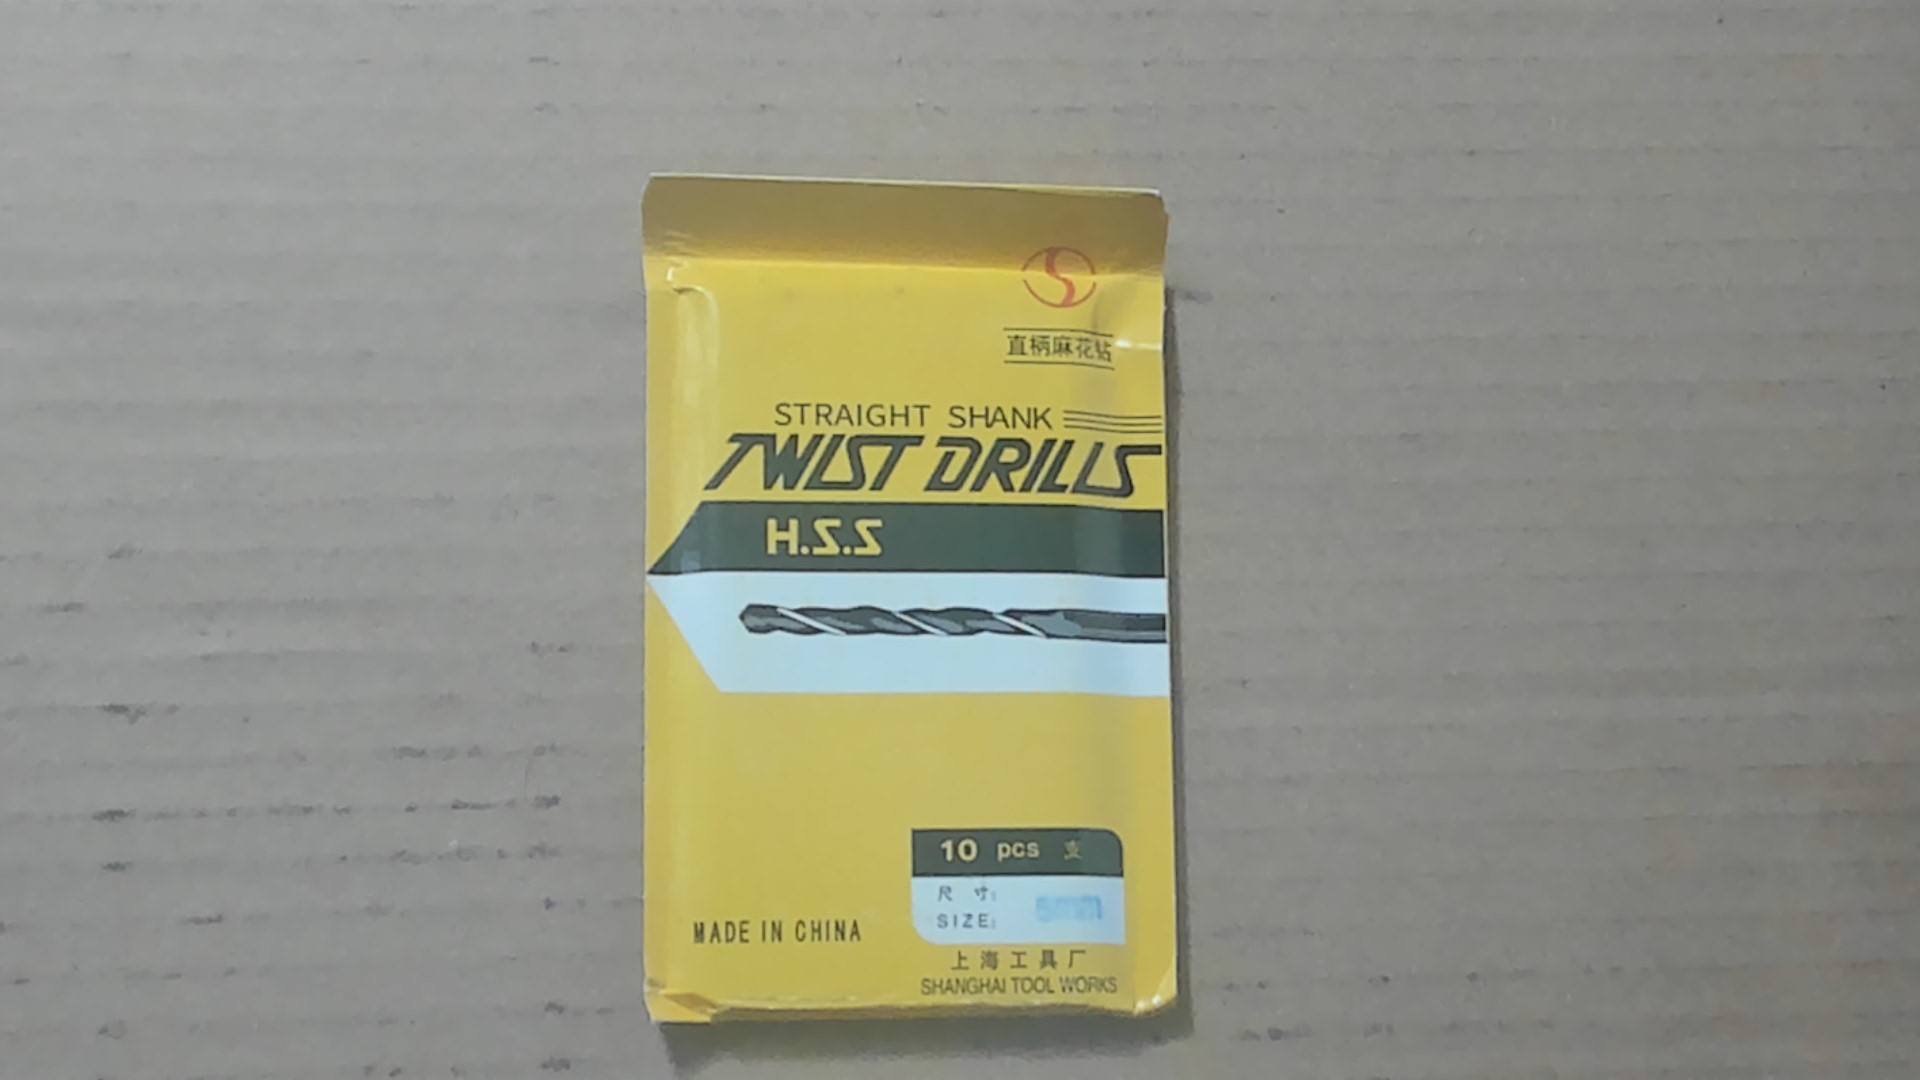 直柄麻花钻
STRAIGHT SHANK
TWIST DRILLS
H.S.S
10 pcs 支
尺 寸:
SIZE: 5mm
MADE IN CHINA
上海工具厂
SHANGHAI TOOL WORKS